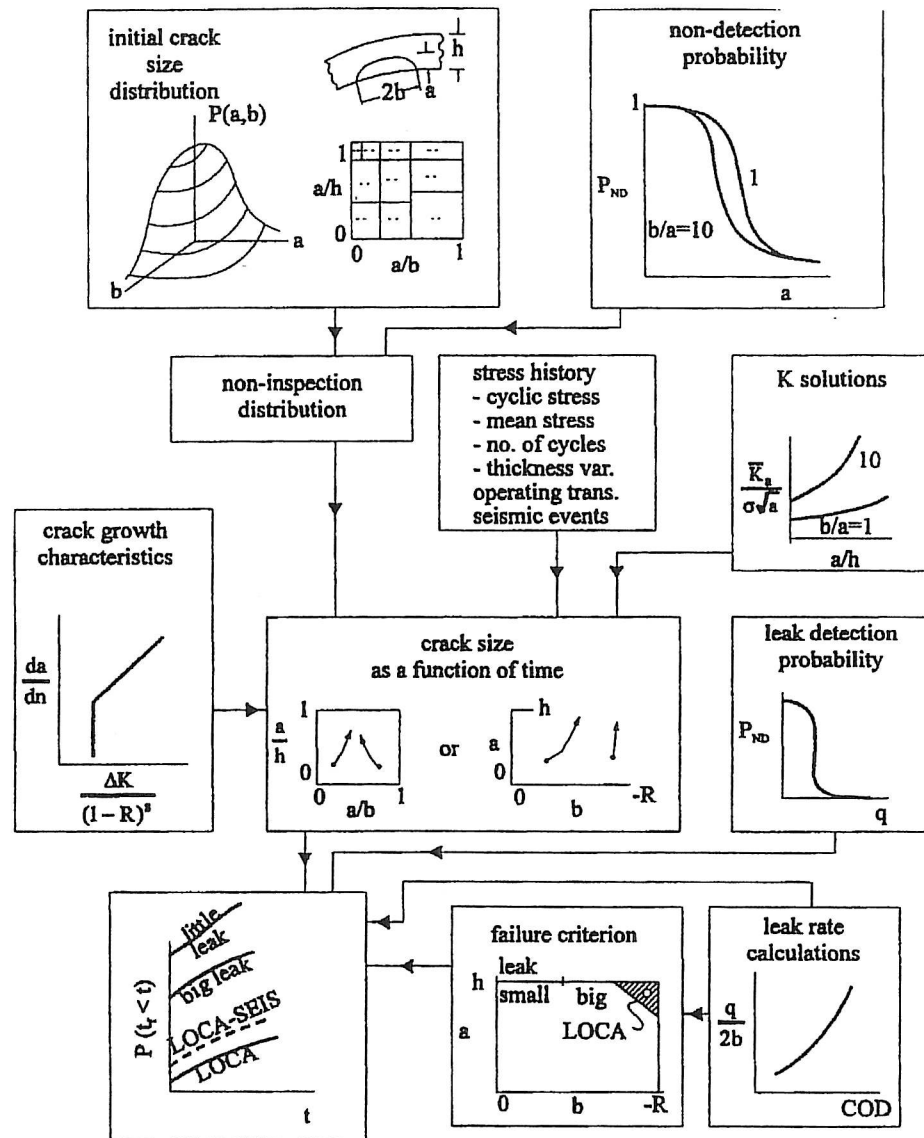 initial crack
size
distribution
P(a,b)
a
b
h
2b
a
1
a/h
0
0
1
a/b
non-detection
probability
1
P_ND
1
b/a=10
a
non-inspection
distribution
stress history
- cyclic stress
- mean stress
- no. of cycles
- thickness var.
operating trans.
seismic events
K solutions
K̅_a
σ√a
10
b/a=1
a/h
crack growth
characteristics
da
dn
ΔK
(1-R)^s
crack size
as a function of time
1
a
h
0
0
1
a/b
or
h
a
0
0
-R
b
leak detection
probability
P_ND
q
little
leak
big leak
LOCA-SEIS
LOCA
P (t_f < t)
t
failure criterion
h
leak
small
big
LOCA
a
0
b
-R
leak rate
calculations
q
2b
COD